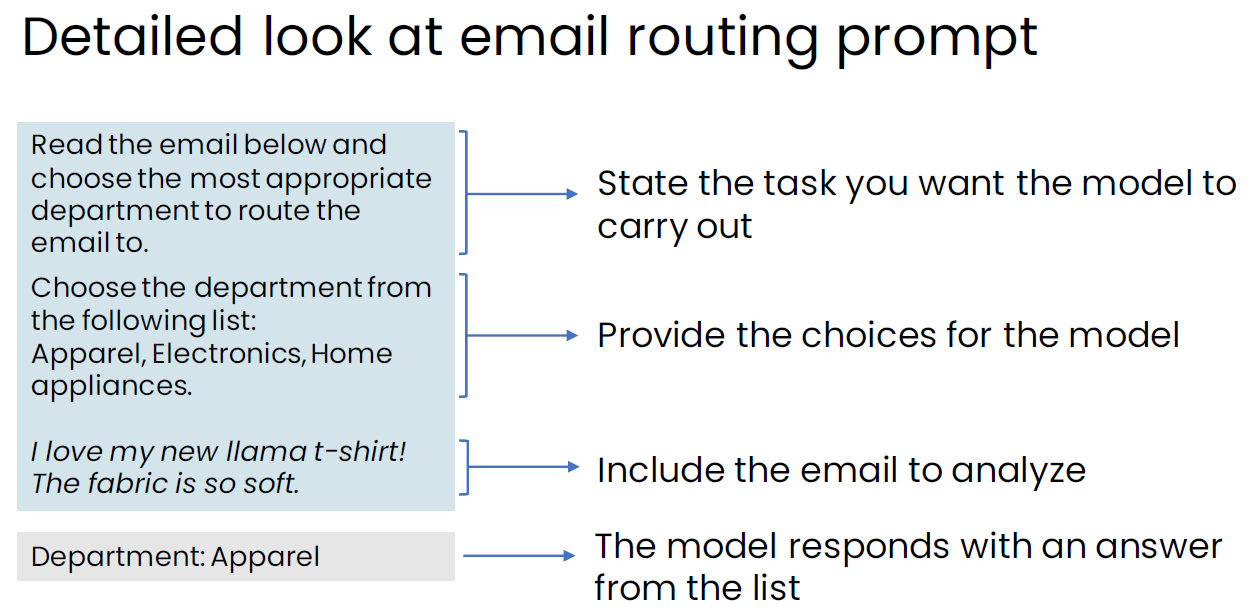 Detailed look at email routing prompt
Read the email below and
choose the most appropriate
department to route the
email to.
State the task you want the model to
carry out
Choose the department from
the following list:
Apparel, Electronics, Home
appliances.
Provide the choices for the model
I love my new llama t-shirt!
The fabric is so soft.
Include the email to analyze
Department: Apparel
The model responds with an answer
from the list